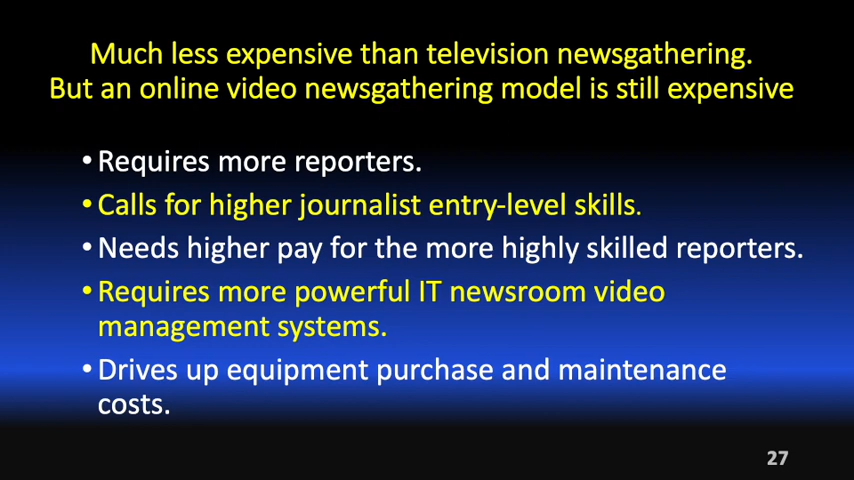 Much less expensive than television newsgathering.
But an online video newsgathering model is still expensive
•Requires more reporters.
•Calls for higher journalist entry-level skills.
•Needs higher pay for the more highly skilled reporters.
•Requires more powerful IT newsroom video
management systems.
•Drives up equipment purchase and maintenance
costs.
27